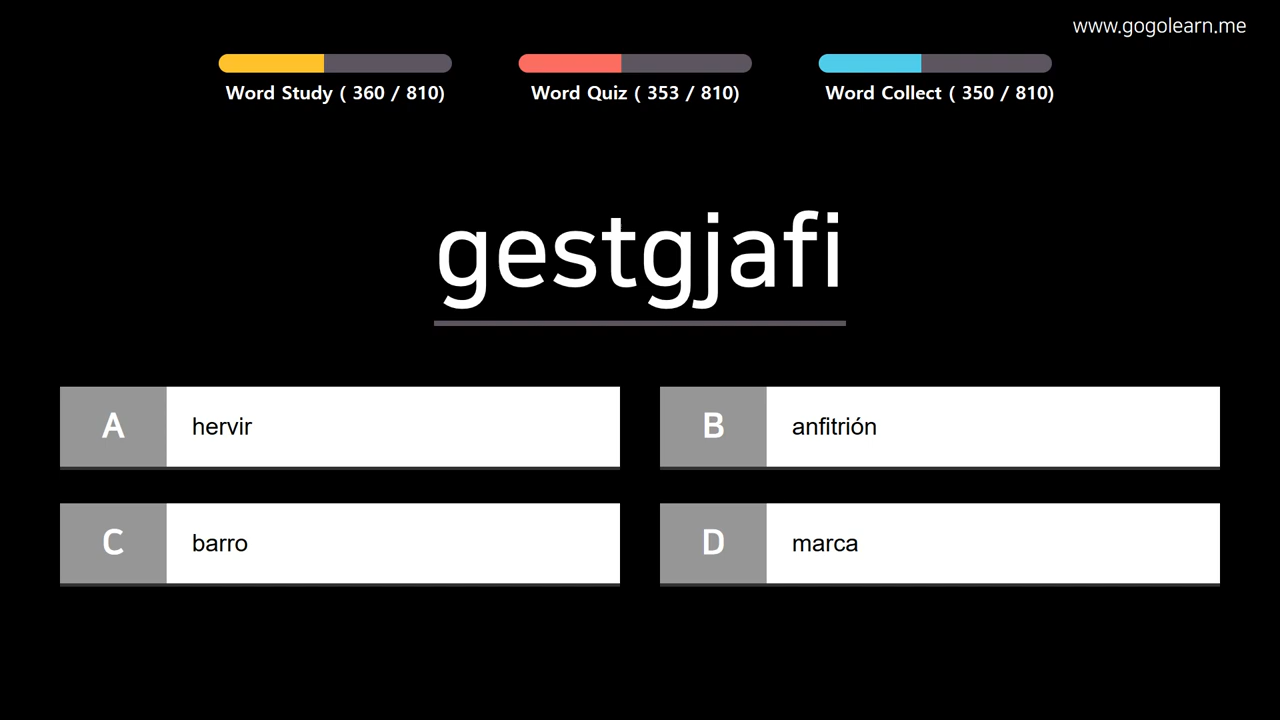 www.gogolearn.me
Word Study ( 360 / 810)
Word Quiz ( 353 / 810)
Word Collect ( 350 / 810)
gestgjafi
A hervir
B anfitrión
C barro
D marca